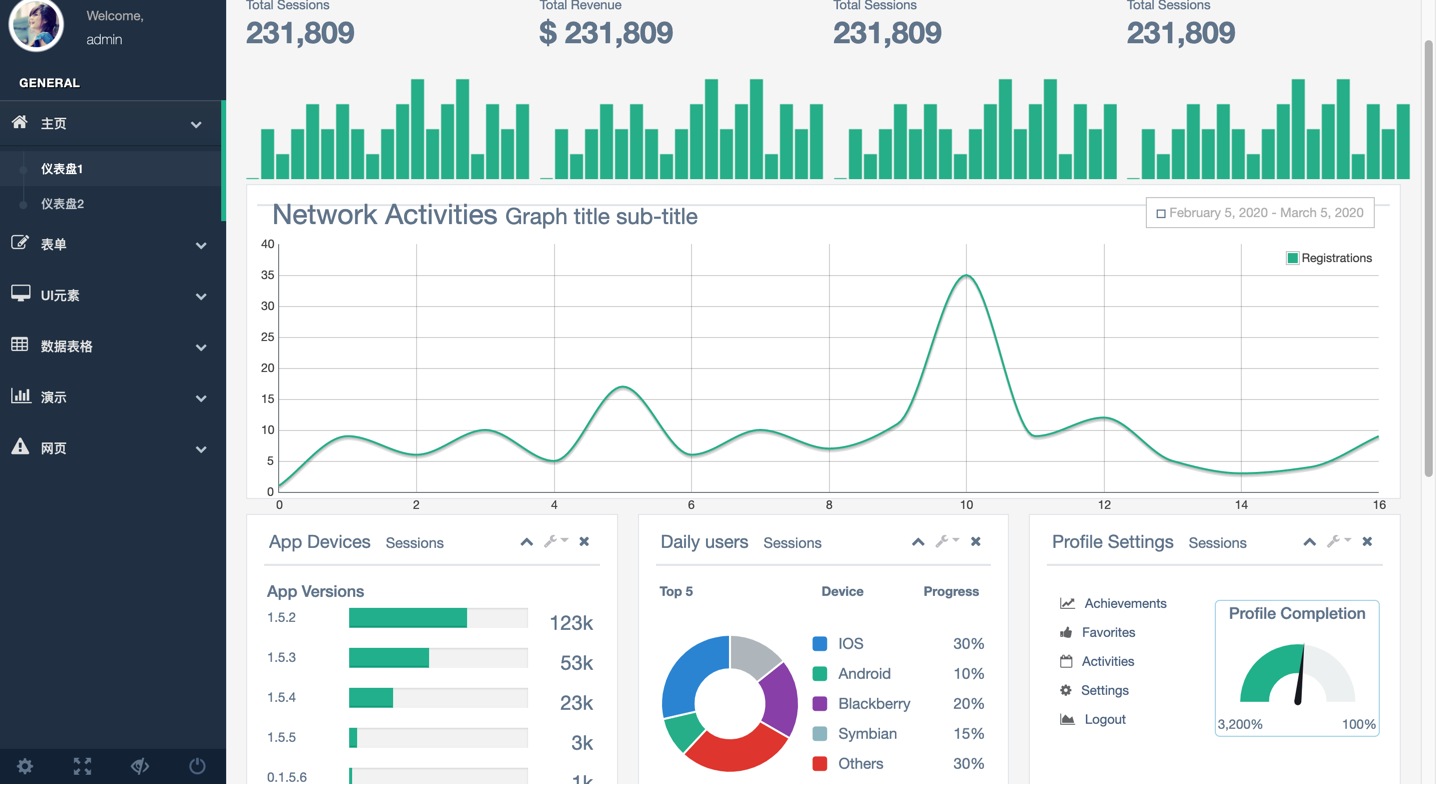 Welcome,
admin
GENERAL
主页
仪表盘1
仪表盘2
表单
UI元素
数据表格
演示
网页
Total Sessions
231,809
Total Revenue
$ 231,809
Total Sessions
231,809
Total Sessions
231,809
Network Activities Graph title sub-title
February 5, 2020 - March 5, 2020
Registrations
40
35
30
25
20
15
10
5
0
0 2 4 6 8 10 12 14 16
App Devices Sessions
App Versions
1.5.2 123k
1.5.3 53k
1.5.4 23k
1.5.5 3k
0.1.5.6 1k
Daily users Sessions
Top 5 Device Progress
IOS 30%
Android 10%
Blackberry 20%
Symbian 15%
Others 30%
Profile Settings Sessions
Achievements
Favorites
Activities
Settings
Logout
Profile Completion
3,200% 100%